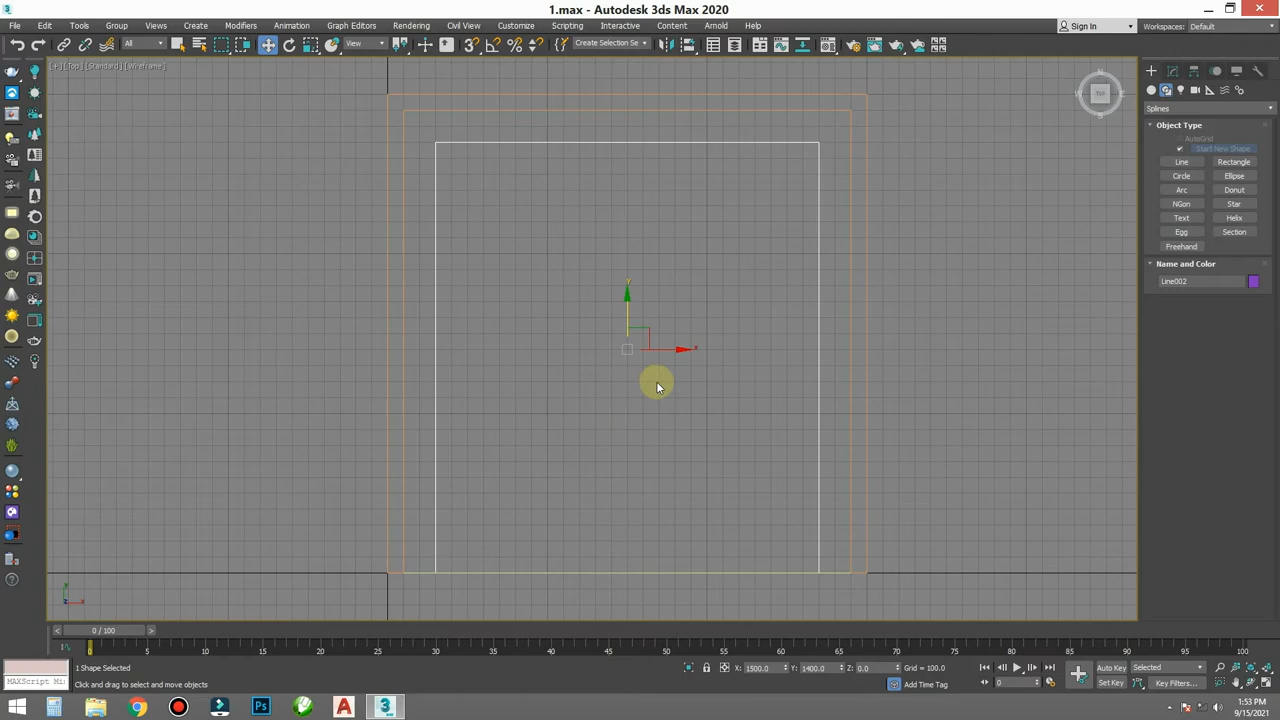 1.max - Autodesk 3ds Max 2020
File Edit Tools Group Views Create Modifiers Animation Graph Editors Rendering Civil View Customize Scripting Interactive Content Arnold Help
Sign In Workspaces: Default
All View Create Selection Se
[+] [Top] [Standard] [Wireframe]
N
W TOP E
S
Splines
Object Type
AutoGrid
Start New Shape
Line Rectangle
Circle Ellipse
Arc Donut
NGon Star
Text Helix
Egg Section
Freehand
Name and Color
Line002
y
x
y
z x
< 0 / 100 >
0 5 10 15 20 25 30 35 40 45 50 55 60 65 70 75 80 85 90 95 100
1 Shape Selected X: 1500.0 Y: 1400.0 Z: 0.0 Grid = 100.0 Auto Key Selected
MAXScript Mi Click and drag to select and move objects Add Time Tag 0 Set Key Key Filters...
1:53 PM
9/15/2021